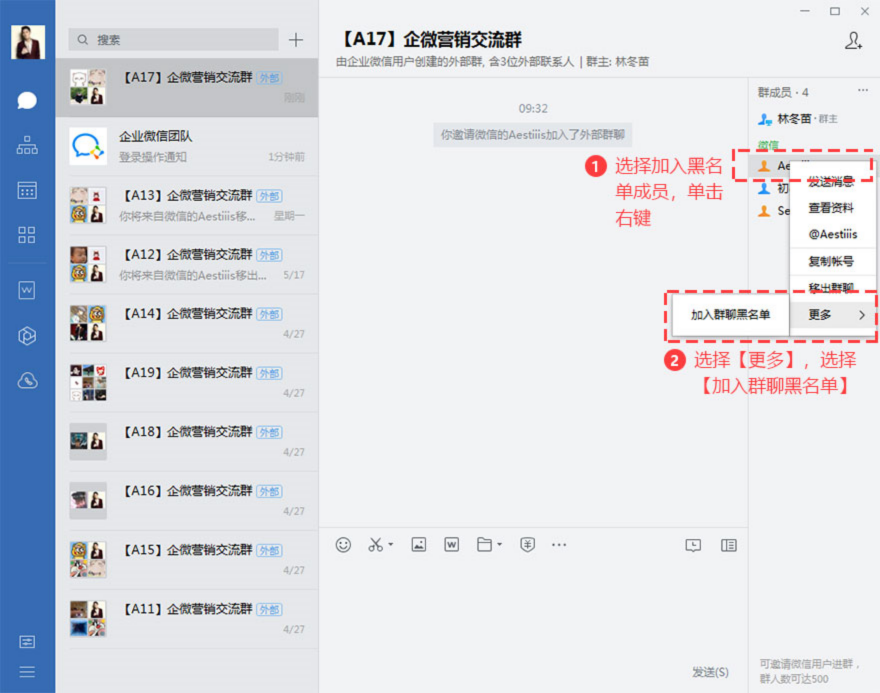 搜索
【A17】企微营销交流群 外部
刚刚
企业微信团队
登录操作通知 1分钟前
【A13】企微营销交流群 外部
你将来自微信的Aestiiis移... 星期一
【A12】企微营销交流群 外部
你将来自微信的Aestiiis移出... 5/17
【A14】企微营销交流群 外部
4/27
【A19】企微营销交流群 外部
4/27
【A18】企微营销交流群 外部
4/27
【A16】企微营销交流群 外部
4/27
【A15】企微营销交流群 外部
4/27
【A11】企微营销交流群 外部
4/27
【A17】企微营销交流群
由企业微信用户创建的外部群, 含3位外部联系人 | 群主: 林冬苗
09:32
你邀请微信的Aestiiis加入了外部群聊
1 选择加入黑名
单成员，单击
右键
群成员 · 4
林冬苗 · 群主
微信
Ae
初
Se
发送消息
查看资料
@Aestiiis
复制帐号
移出群聊
更多
加入群聊黑名单
2 选择【更多】，选择
【加入群聊黑名单】
发送(S)
可邀请微信用户进群，
群人数可达500